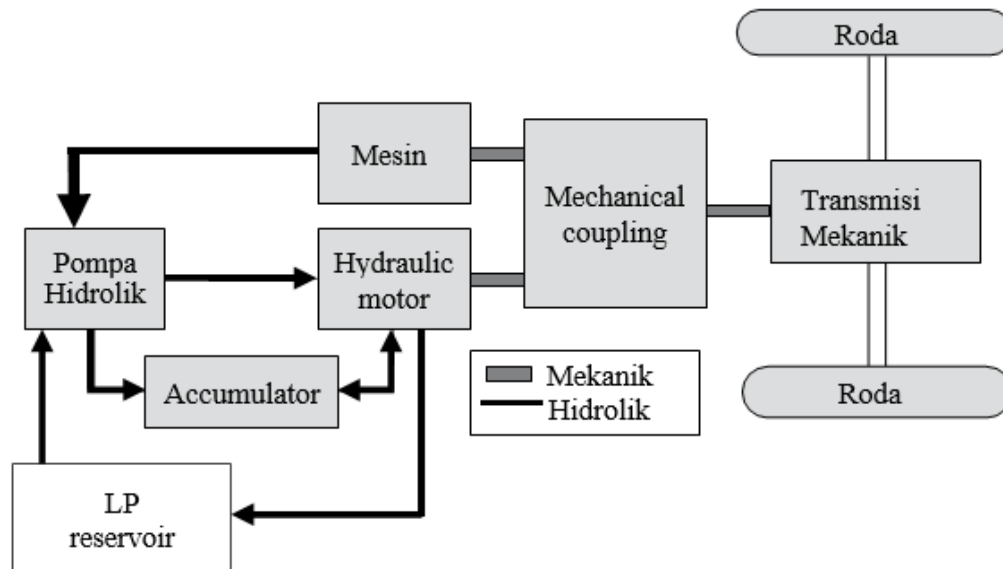 Roda
Mesin
Mechanical
coupling
Transmisi
Mekanik
Pompa
Hidrolik
Hydraulic
motor
Accumulator
Mekanik
Hidrolik
Roda
LP
reservoir